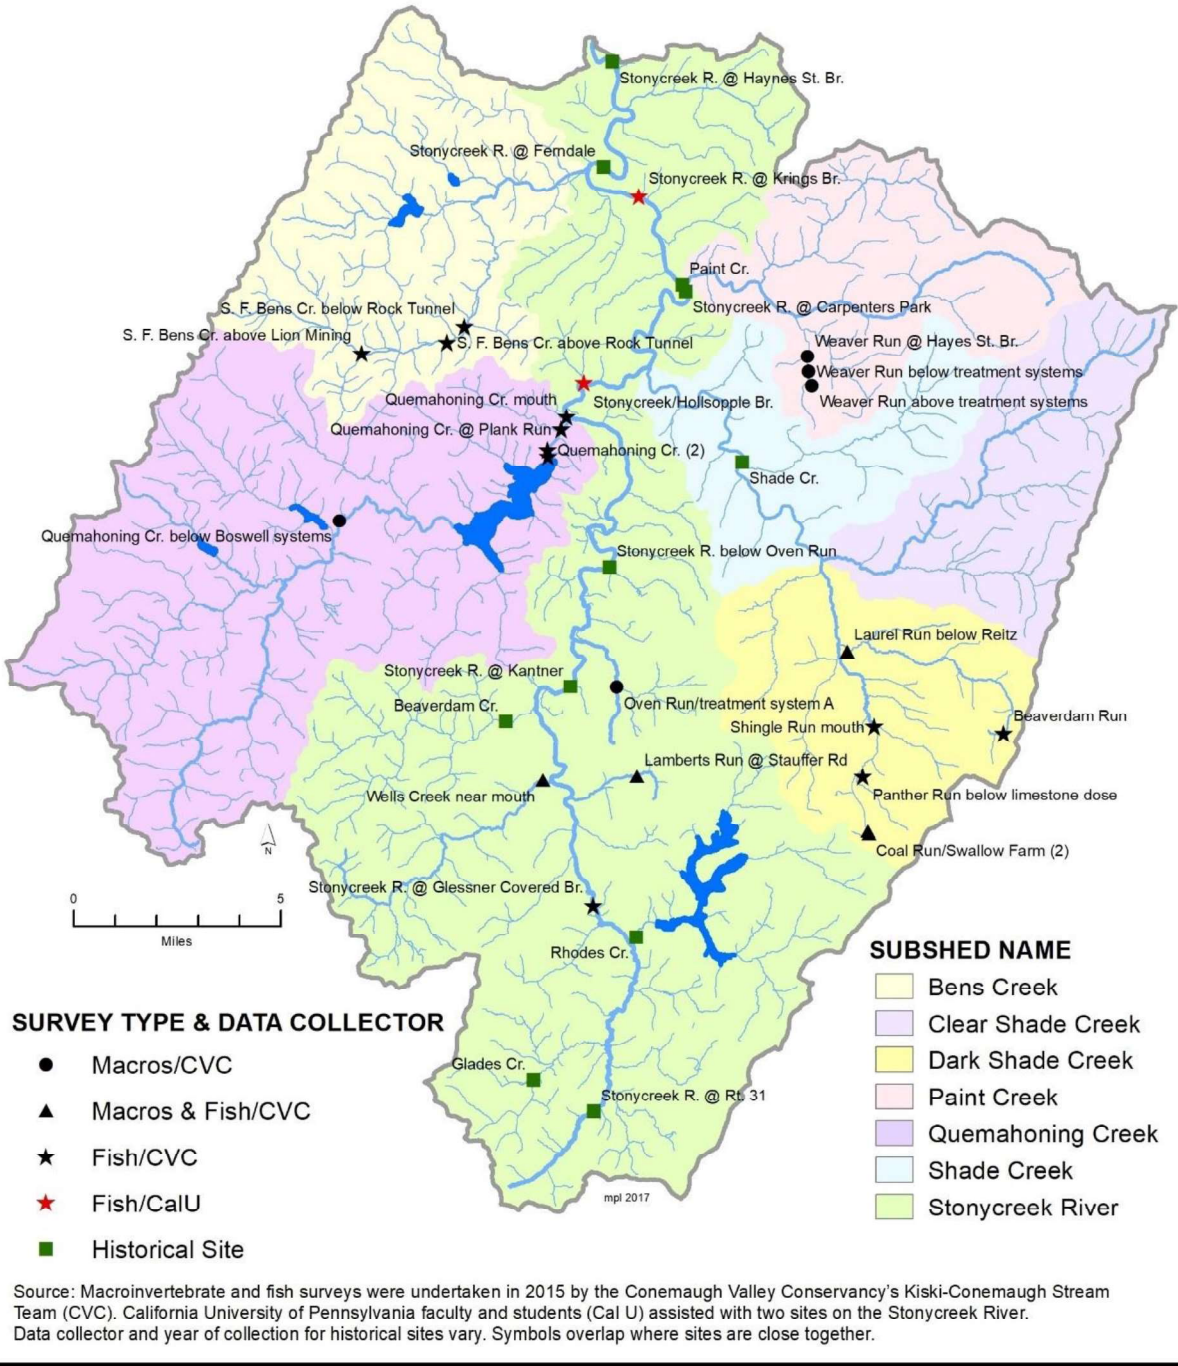 Stonycreek R. @ Haynes St. Br.
Stonycreek R. @ Ferndale
Stonycreek R. @ Krings Br.
Paint Cr.
Stonycreek R. @ Carpenters Park
S. F. Bens Cr. below Rock Tunnel
S. F. Bens Cr. above Lion Mining
S. F. Bens Cr. above Rock Tunnel
Weaver Run @ Hayes St. Br.
Weaver Run below treatment systems
Weaver Run above treatment systems
Quemahoning Cr. mouth
Stonycreek/Hollsopple Br.
Quemahoning Cr. @ Plank Run
Quemahoning Cr. (2)
Shade Cr.
Quemahoning Cr. below Boswell systems
Stonycreek R. below Oven Run
Laurel Run below Reitz
Stonycreek R. @ Kantner
Beaverdam Cr.
Oven Run/treatment system A
Shingle Run mouth
Beaverdam Run
Lamberts Run @ Stauffer Rd
Wells Creek near mouth
Panther Run below limestone dose
Coal Run/Swallow Farm (2)
N
Stonycreek R. @ Glessner Covered Br.
0 5
Miles
Rhodes Cr.
Glades Cr.
Stonycreek R. @ Rt. 31
mpl 2017
SUBSHED NAME
Bens Creek
Clear Shade Creek
Dark Shade Creek
Paint Creek
Quemahoning Creek
Shade Creek
Stonycreek River
SURVEY TYPE & DATA COLLECTOR
Macros/CVC
Macros & Fish/CVC
Fish/CVC
Fish/CalU
Historical Site
Source: Macroinvertebrate and fish surveys were undertaken in 2015 by the Conemaugh Valley Conservancy's Kiski-Conemaugh Stream
Team (CVC). California University of Pennsylvania faculty and students (Cal U) assisted with two sites on the Stonycreek River.
Data collector and year of collection for historical sites vary. Symbols overlap where sites are close together.